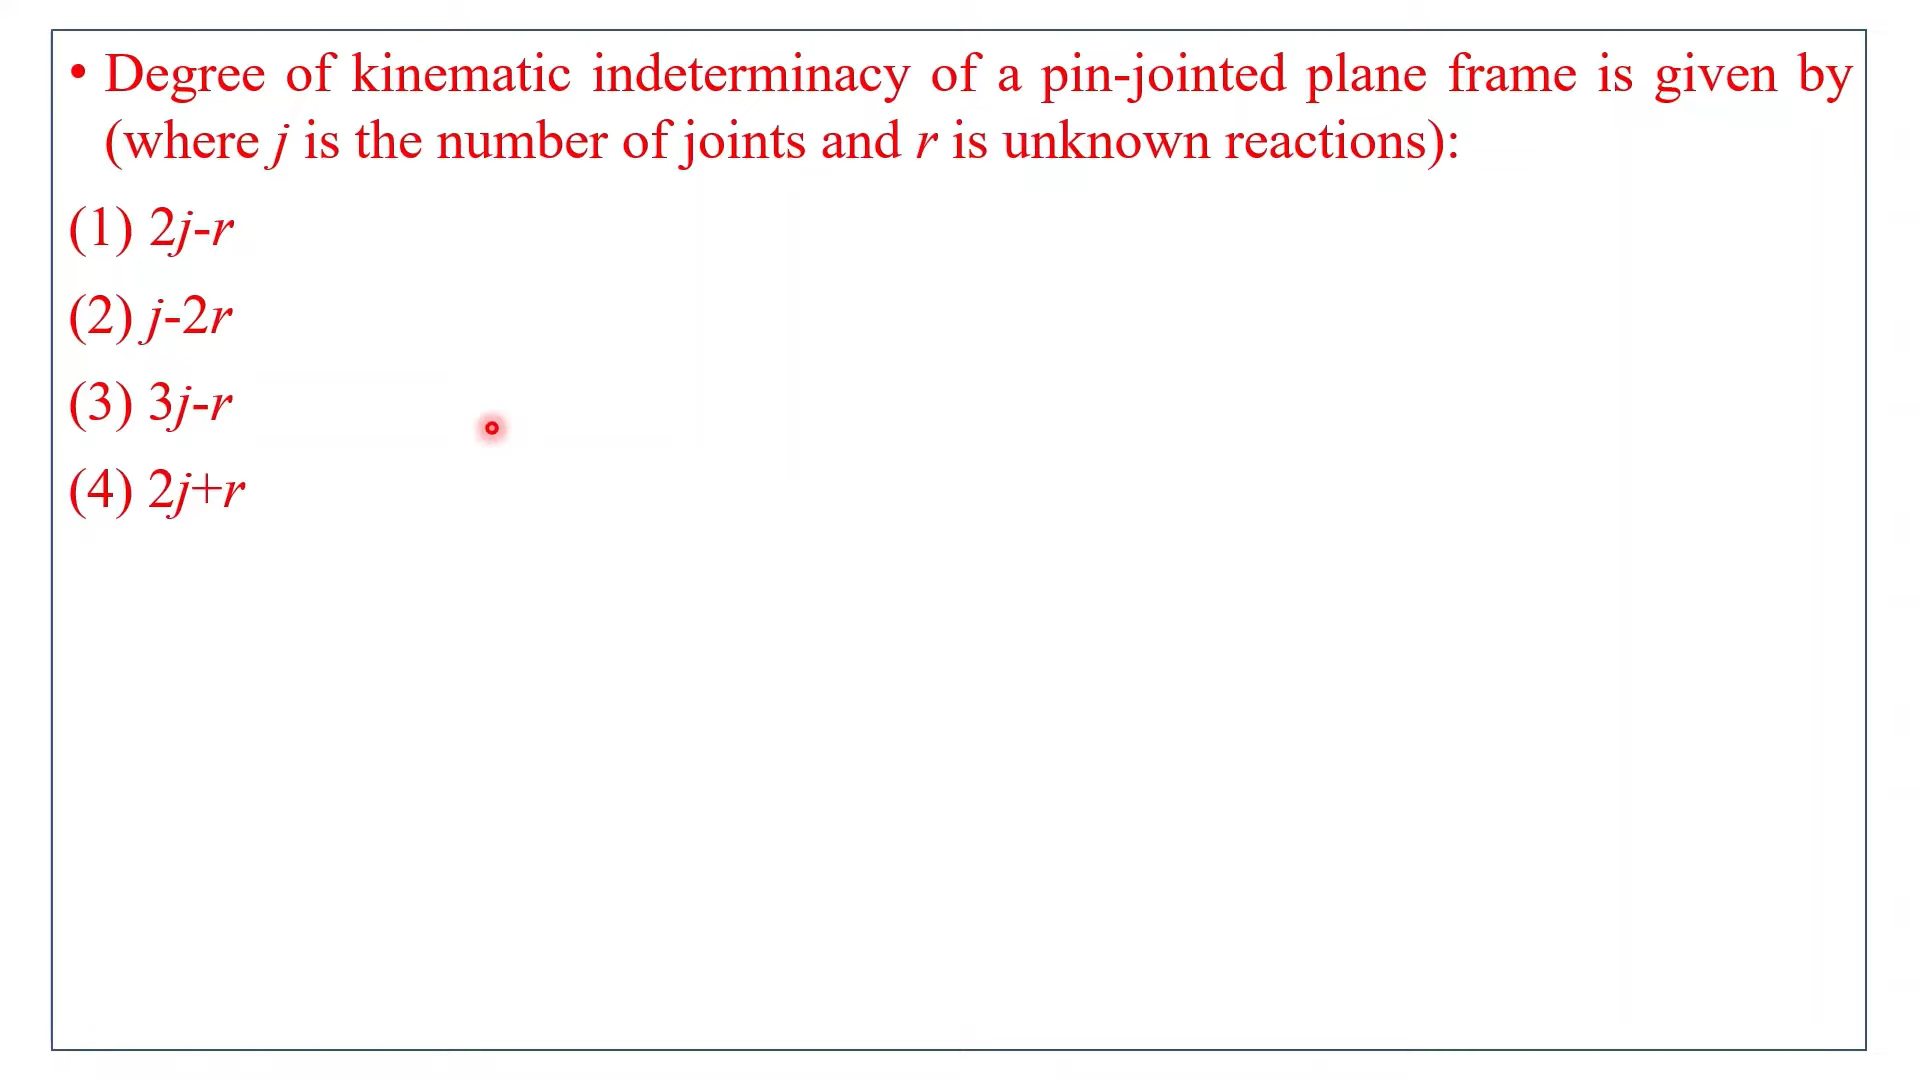 • Degree of kinematic indeterminacy of a pin-jointed plane frame is given by
(where j is the number of joints and r is unknown reactions):
(1) 2j-r
(2) j-2r
(3) 3j-r
(4) 2j+r